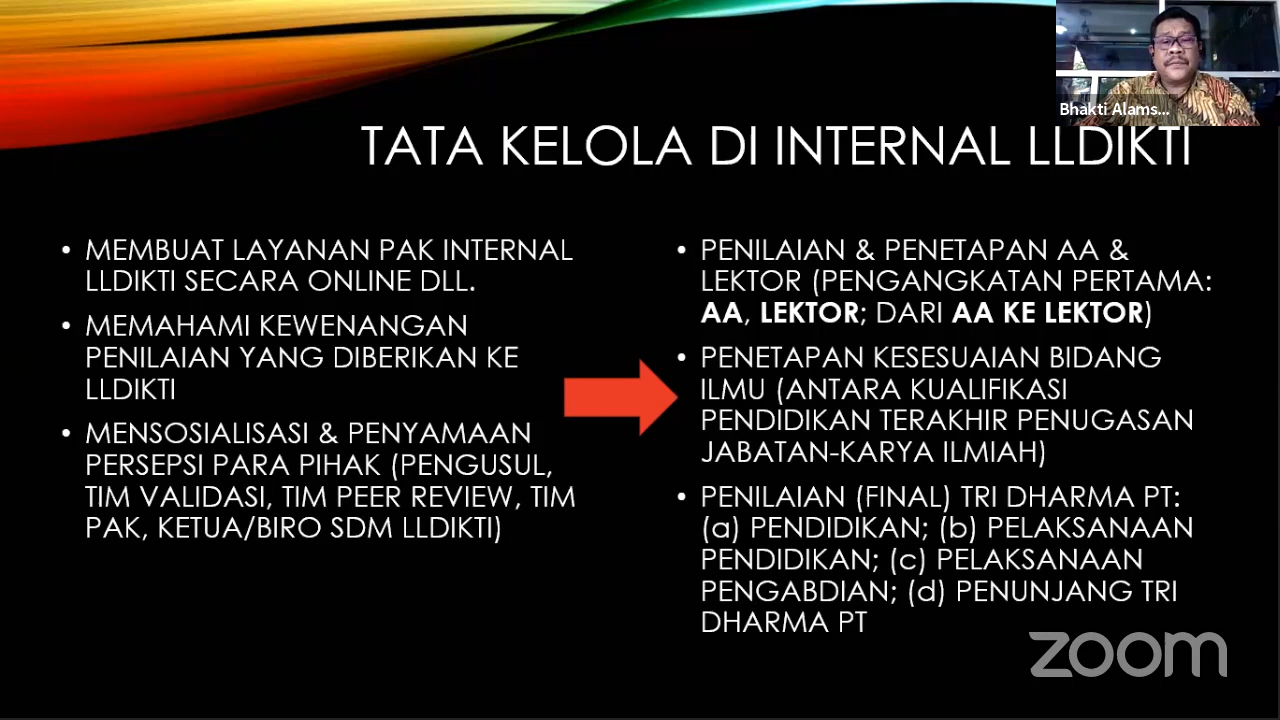 Bhakti Alams...
TATA KELOLA DI INTERNAL LLDIKTI
• MEMBUAT LAYANAN PAK INTERNAL
LLDIKTI SECARA ONLINE DLL.
• MEMAHAMI KEWENANGAN
PENILAIAN YANG DIBERIKAN KE
LLDIKTI
• MENSOSIALISASI & PENYAMAAN
PERSEPSI PARA PIHAK (PENGUSUL,
TIM VALIDASI, TIM PEER REVIEW, TIM
PAK, KETUA/BIRO SDM LLDIKTI)
• PENILAIAN & PENETAPAN AA &
LEKTOR (PENGANGKATAN PERTAMA:
AA, LEKTOR; DARI AA KE LEKTOR)
• PENETAPAN KESESUAIAN BIDANG
ILMU (ANTARA KUALIFIKASI
PENDIDIKAN TERAKHIR PENUGASAN
JABATAN-KARYA ILMIAH)
• PENILAIAN (FINAL) TRI DHARMA PT:
(a) PENDIDIKAN; (b) PELAKSANAAN
PENDIDIKAN; (c) PELAKSANAAN
PENGABDIAN; (d) PENUNJANG TRI
DHARMA PT
zoom